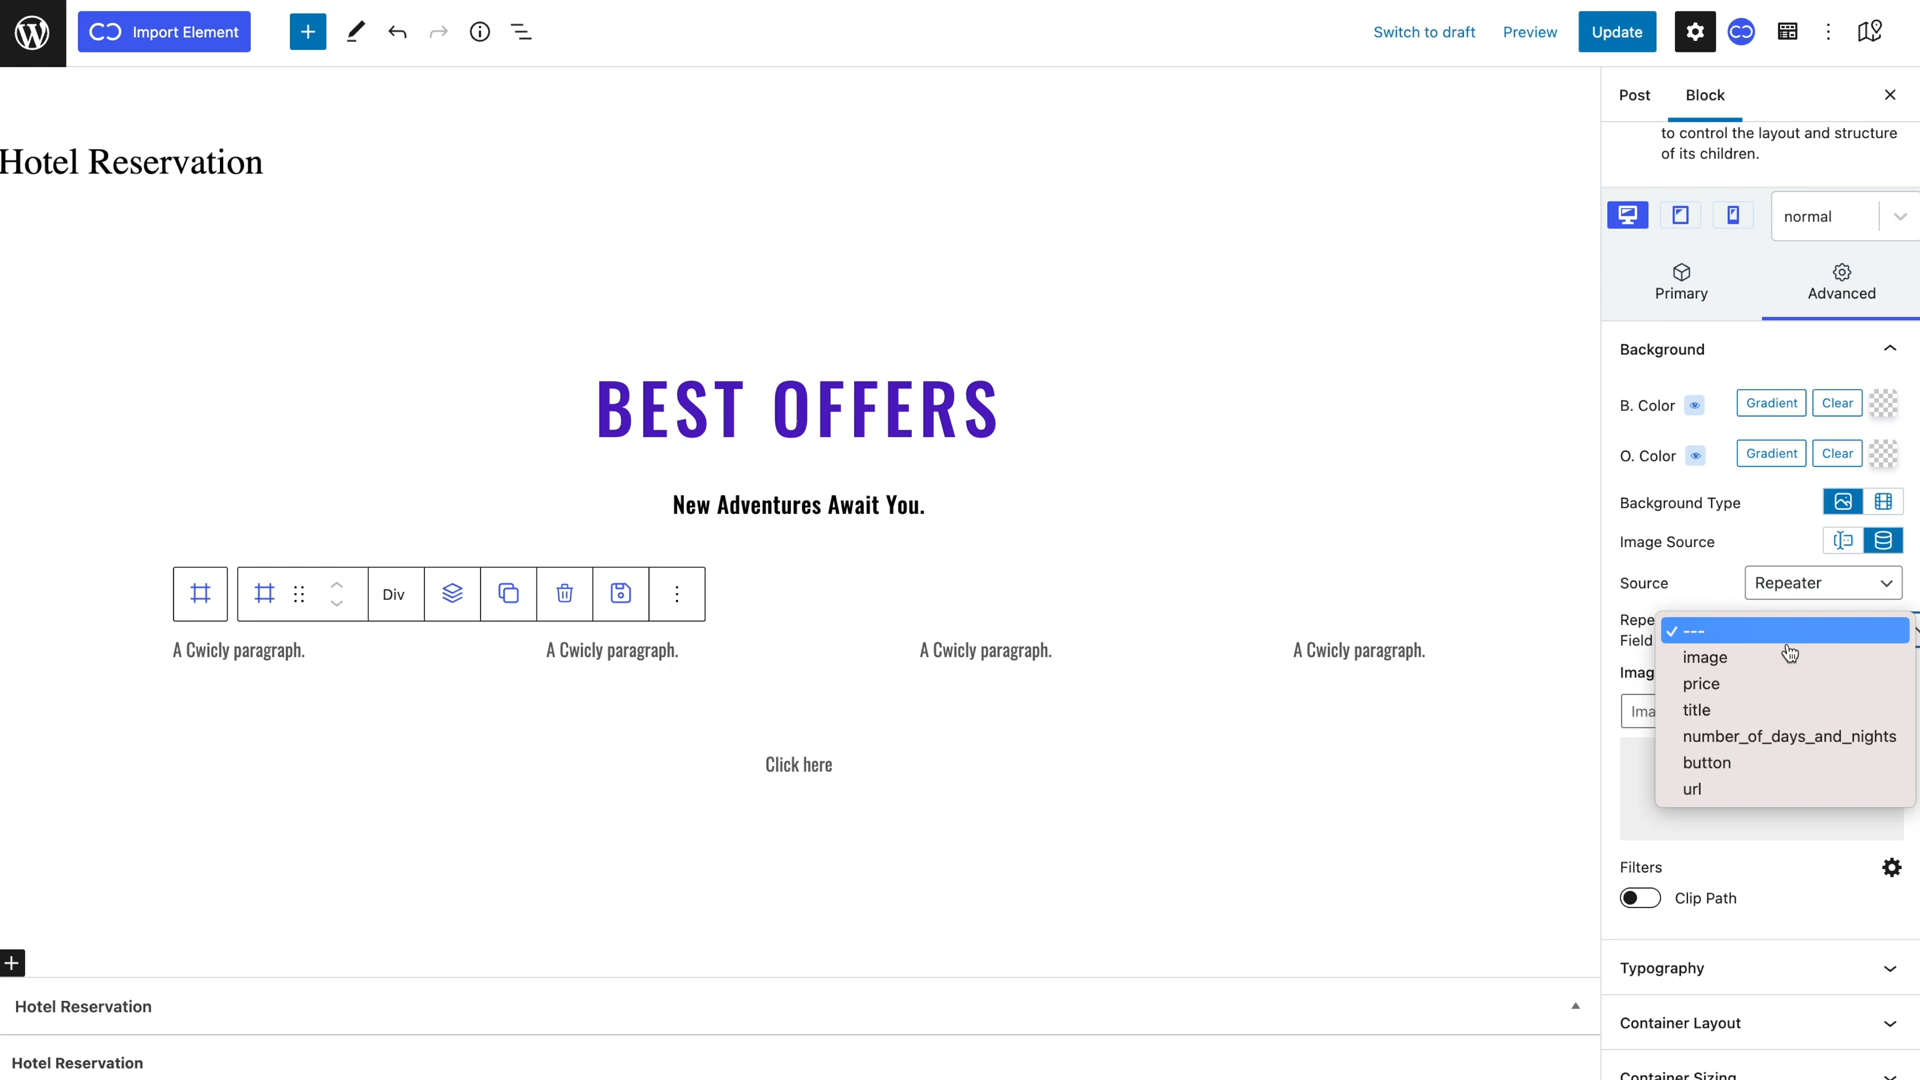 Import Element
Switch to draft
Preview
Update
Post
Block
to control the layout and structure
of its children.
Hotel Reservation
normal
Primary
Advanced
Background
B. Color
Gradient
Clear
O. Color
Gradient
Clear
BEST OFFERS
New Adventures Await You.
Background Type
Image Source
Source
Repeater
Div
Repe
Field
---
image
price
title
number_of_days_and_nights
button
url
Imag
Ima
A Cwicly paragraph.
A Cwicly paragraph.
A Cwicly paragraph.
A Cwicly paragraph.
Click here
Filters
Clip Path
Typography
Container Layout
Container Sizing
Hotel Reservation
Hotel Reservation